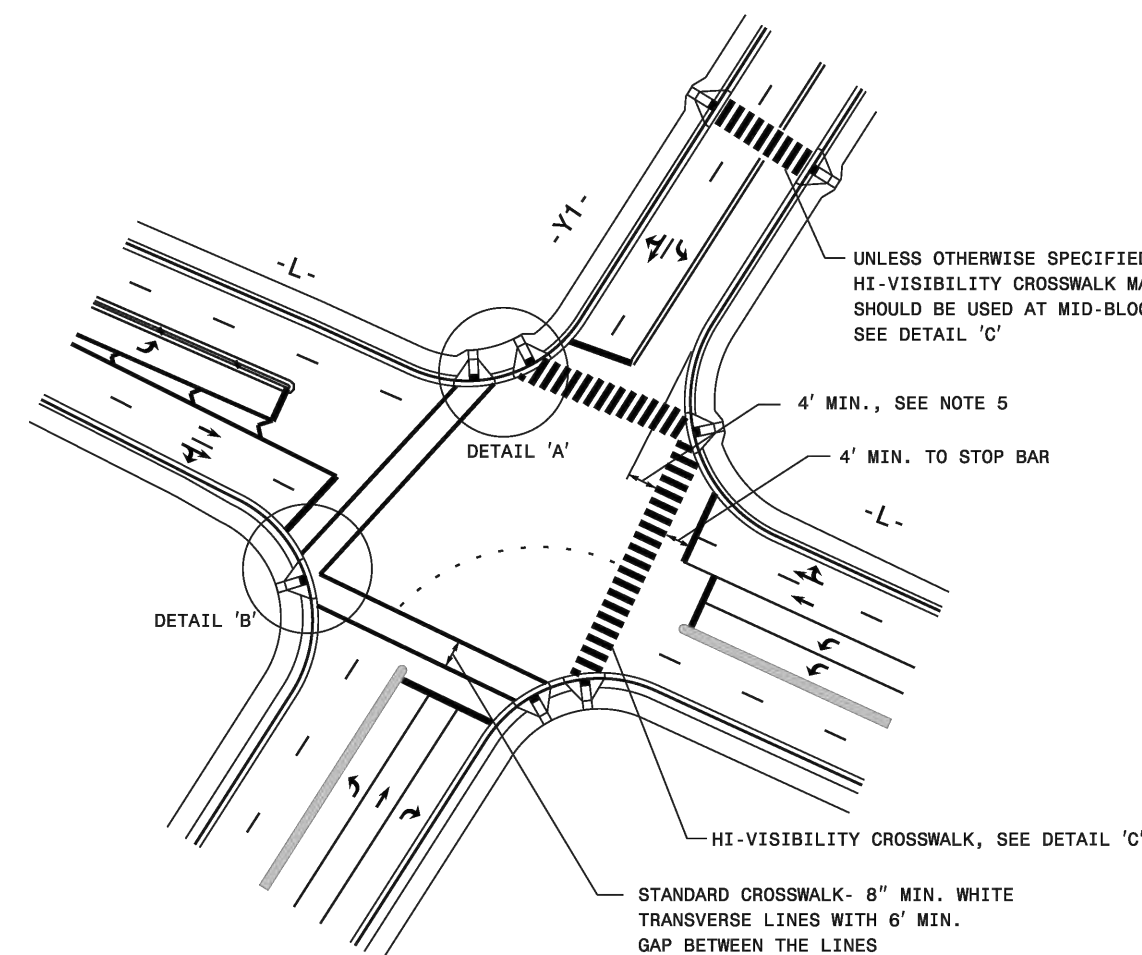 -Y1-
-L-
UNLESS OTHERWISE SPECIFIED
HI-VISIBILITY CROSSWALK
SHOULD BE USED AT
SEE DETAIL 'C'
4' MIN., SEE NOTE 5
DETAIL 'A'
4' MIN. TO STOP BAR
-L-
DETAIL 'B'
HI-VISIBILITY CROSSWALK, SEE DETAIL 'C'
STANDARD CROSSWALK- 8" MIN. WHITE
TRANSVERSE LINES WITH 6' MIN.
GAP BETWEEN THE LINES